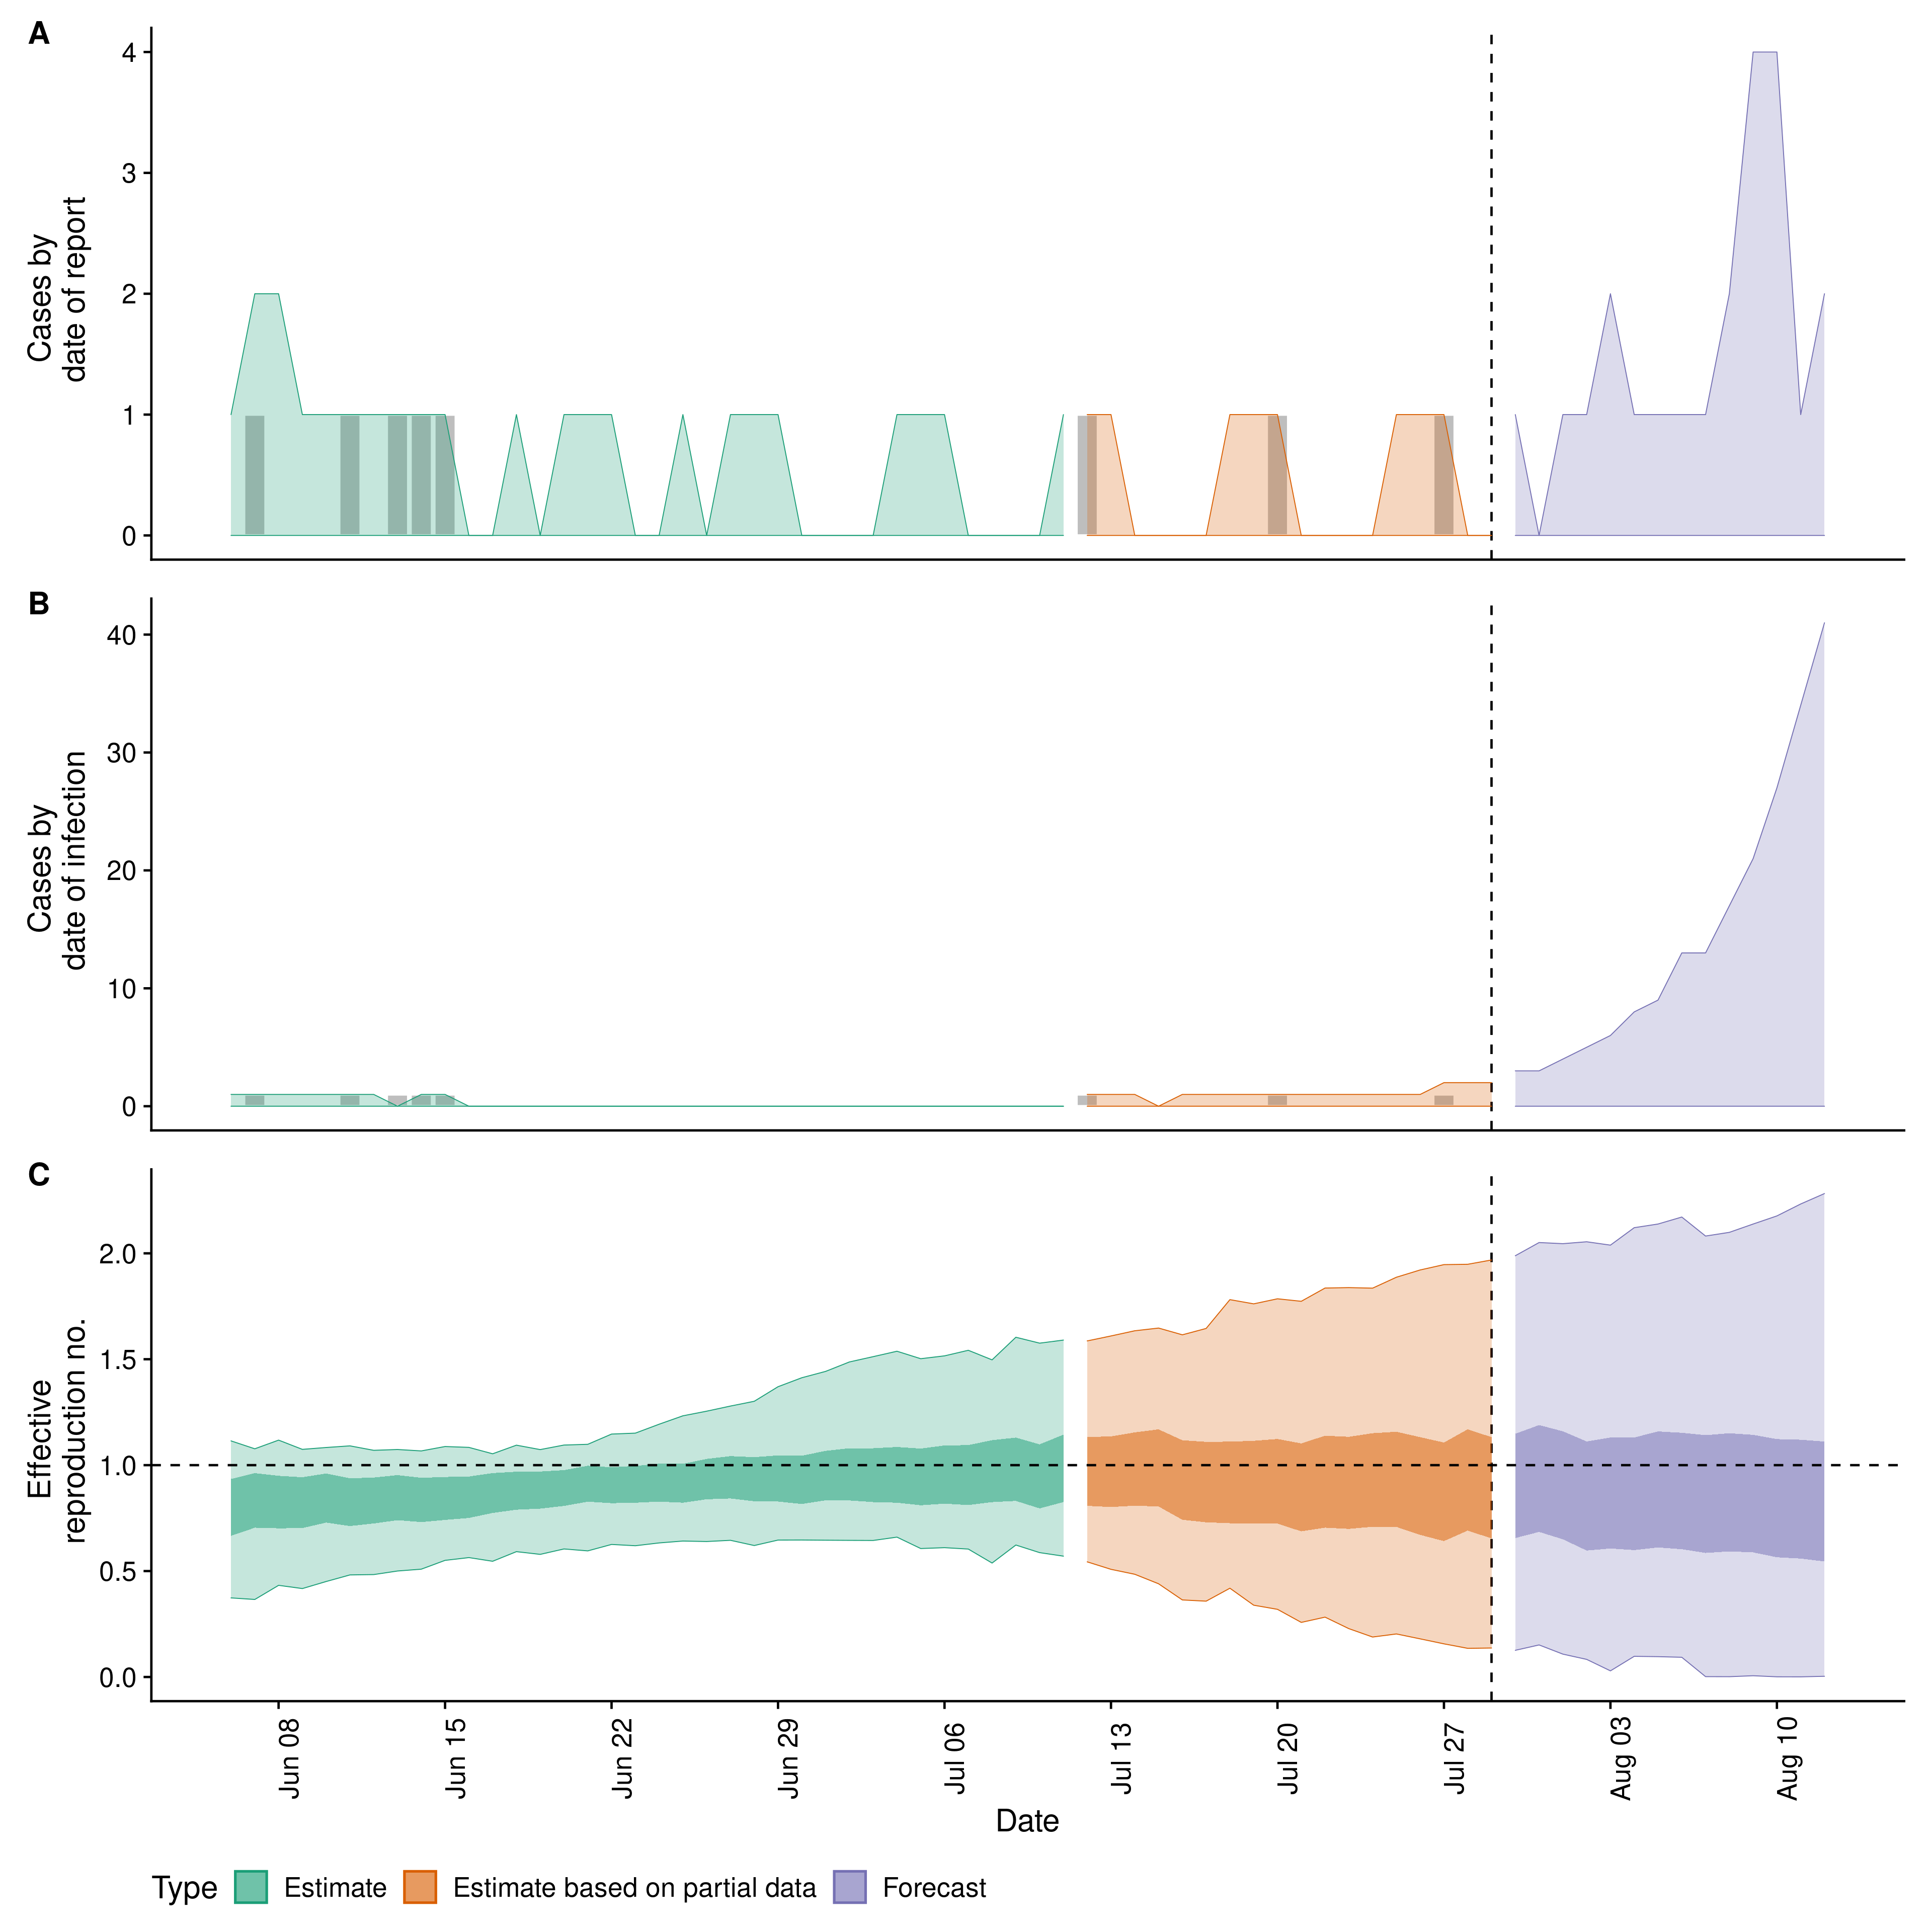 A
4
3
2
1
0
Cases by
date of report
B
40
30
20
10
0
Cases by
date of infection
C
2.0
1.5
1.0
0.5
0.0
Effective
reproduction no.
Jun 08
Jun 15
Jun 22
Jun 29
Jul 06
Jul 13
Jul 20
Jul 27
Aug 03
Aug 10
Date
Type Estimate Estimate based on partial data Forecast